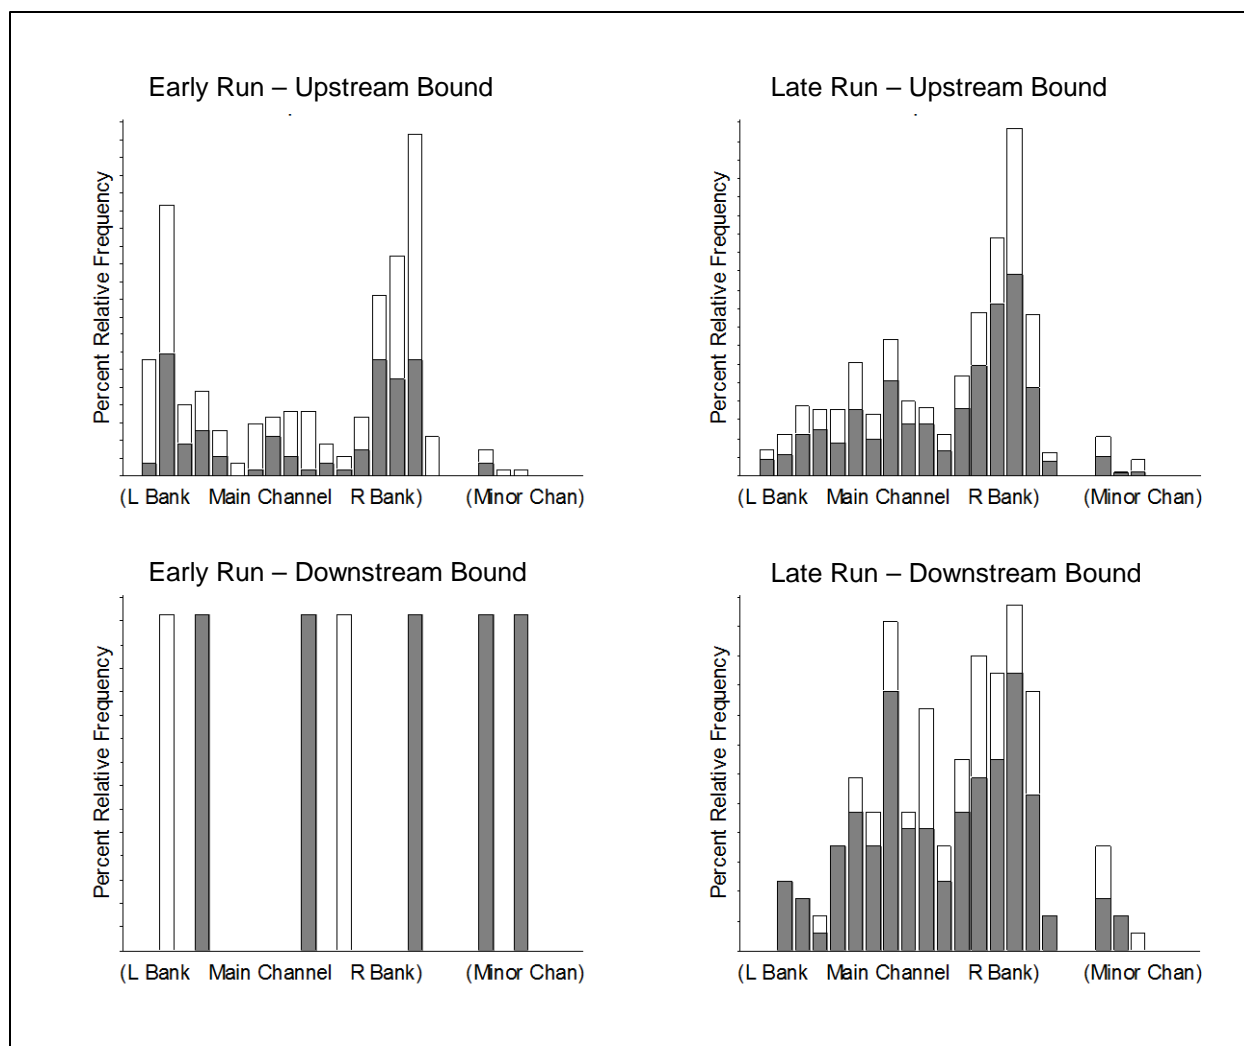 Early Run – Upstream Bound
Percent Relative Frequency
(L Bank Main Channel R Bank) (Minor Chan)
Late Run – Upstream Bound
Percent Relative Frequency
(L Bank Main Channel R Bank) (Minor Chan)
Early Run – Downstream Bound
Percent Relative Frequency
(L Bank Main Channel R Bank) (Minor Chan)
Late Run – Downstream Bound
Percent Relative Frequency
(L Bank Main Channel R Bank) (Minor Chan)